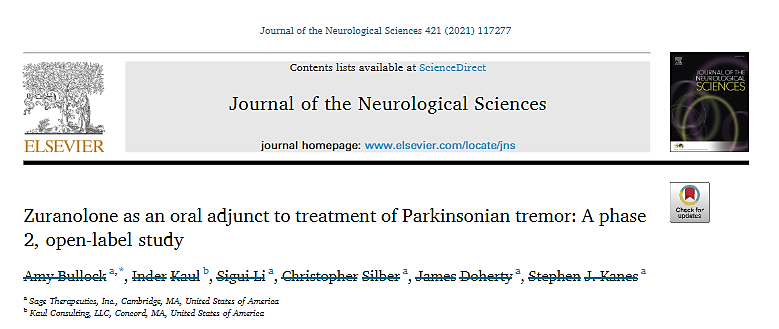 Journal of the Neurological Sciences 421 (2021) 117277
Contents lists available at ScienceDirect
Journal of the Neurological Sciences
journal homepage: www.elsevier.com/locate/jns
ELSEVIER
JOURNAL OF THE
NEUROLOGICAL
SCIENCES
Check for
updates
Zuranolone as an oral adjunct to treatment of Parkinsonian tremor: A phase
2, open-label study
Amy Bullock a,*, Inder Kaul b, Sigui Li a, Christopher Silber a, James Doherty a, Stephen J. Kanes a
a Sage Therapeutics, Inc., Cambridge, MA, United States of America
b Kaul Consulting, LLC, Concord, MA, United States of America